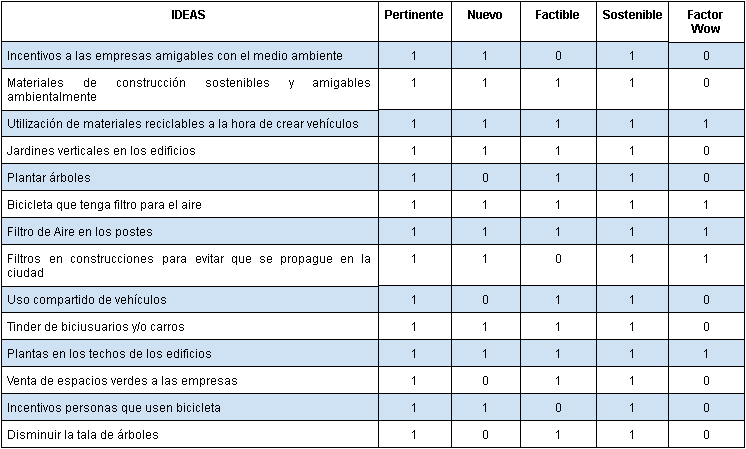 IDEAS Pertinente Nuevo Factible Sostenible Factor
Wow
Incentivos a las empresas amigables con el medio ambiente 1 1 0 1 0
Materiales de construcción sostenibles y amigables
ambientalmente 1 1 1 1 0
Utilización de materiales reciclables a la hora de crear vehículos 1 1 1 1 1
Jardines verticales en los edificios 1 1 1 1 0
Plantar árboles 1 0 1 1 0
Bicicleta que tenga filtro para el aire 1 1 1 1 1
Filtro de Aire en los postes 1 1 1 1 1
Filtros en construcciones para evitar que se propague en la
ciudad 1 1 0 1 1
Uso compartido de vehículos 1 0 1 1 0
Tinder de biciusuarios y/o carros 1 1 1 1 0
Plantas en los techos de los edificios 1 1 1 1 1
Venta de espacios verdes a las empresas 1 0 1 1 0
Incentivos personas que usen bicicleta 1 1 0 1 0
Disminuir la tala de árboles 1 0 1 1 0